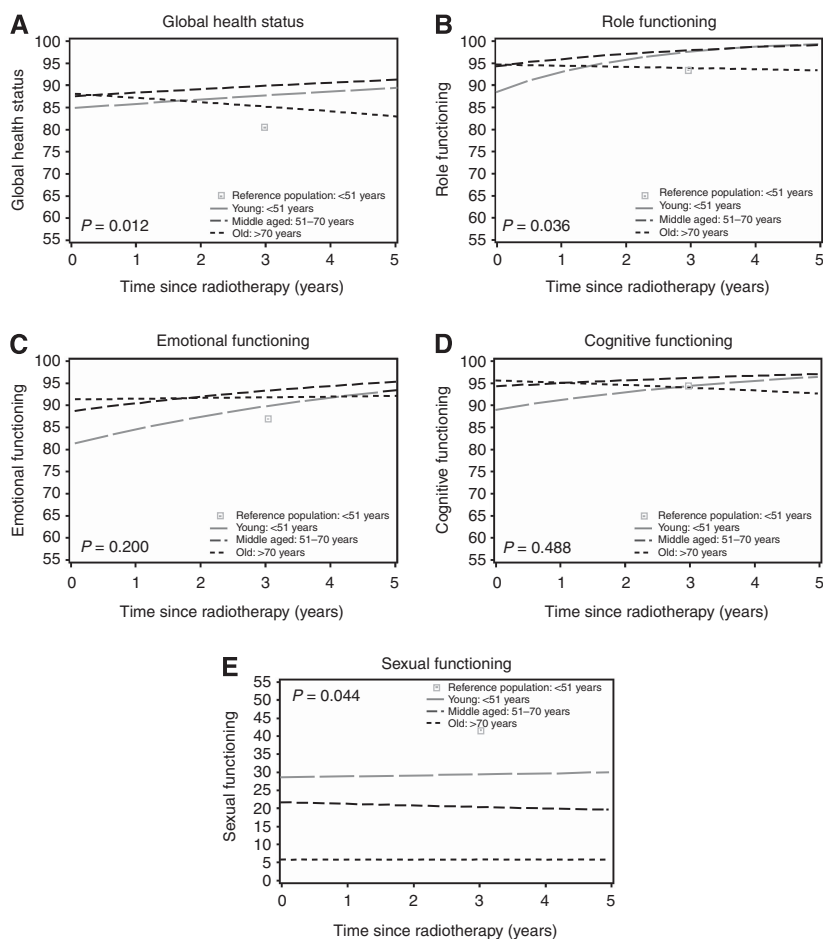 A
Global health status
Global health status
100
95
90
85
80
75
70
65
60
55
P = 0.012
Reference population: <51 years
Young: <51 years
Middle aged: 51–70 years
Old: >70 years
0 1 2 3 4 5
Time since radiotherapy (years)
B
Role functioning
Role functioning
100
95
90
85
80
75
70
65
60
55
P = 0.036
Reference population: <51 years
Young: <51 years
Middle aged: 51–70 years
Old: >70 years
0 1 2 3 4 5
Time since radiotherapy (years)
C
Emotional functioning
Emotional functioning
100
95
90
85
80
75
70
65
60
55
P = 0.200
Reference population: <51 years
Young: <51 years
Middle aged: 51–70 years
Old: >70 years
0 1 2 3 4 5
Time since radiotherapy (years)
D
Cognitive functioning
Cognitive functioning
100
95
90
85
80
75
70
65
60
55
P = 0.488
Reference population: <51 years
Young: <51 years
Middle aged: 51–70 years
Old: >70 years
0 1 2 3 4 5
Time since radiotherapy (years)
E
Sexual functioning
Sexual functioning
55
50
45
40
35
30
25
20
15
10
5
0
P = 0.044
Reference population: <51 years
Young: <51 years
Middle aged: 51–70 years
Old: >70 years
0 1 2 3 4 5
Time since radiotherapy (years)